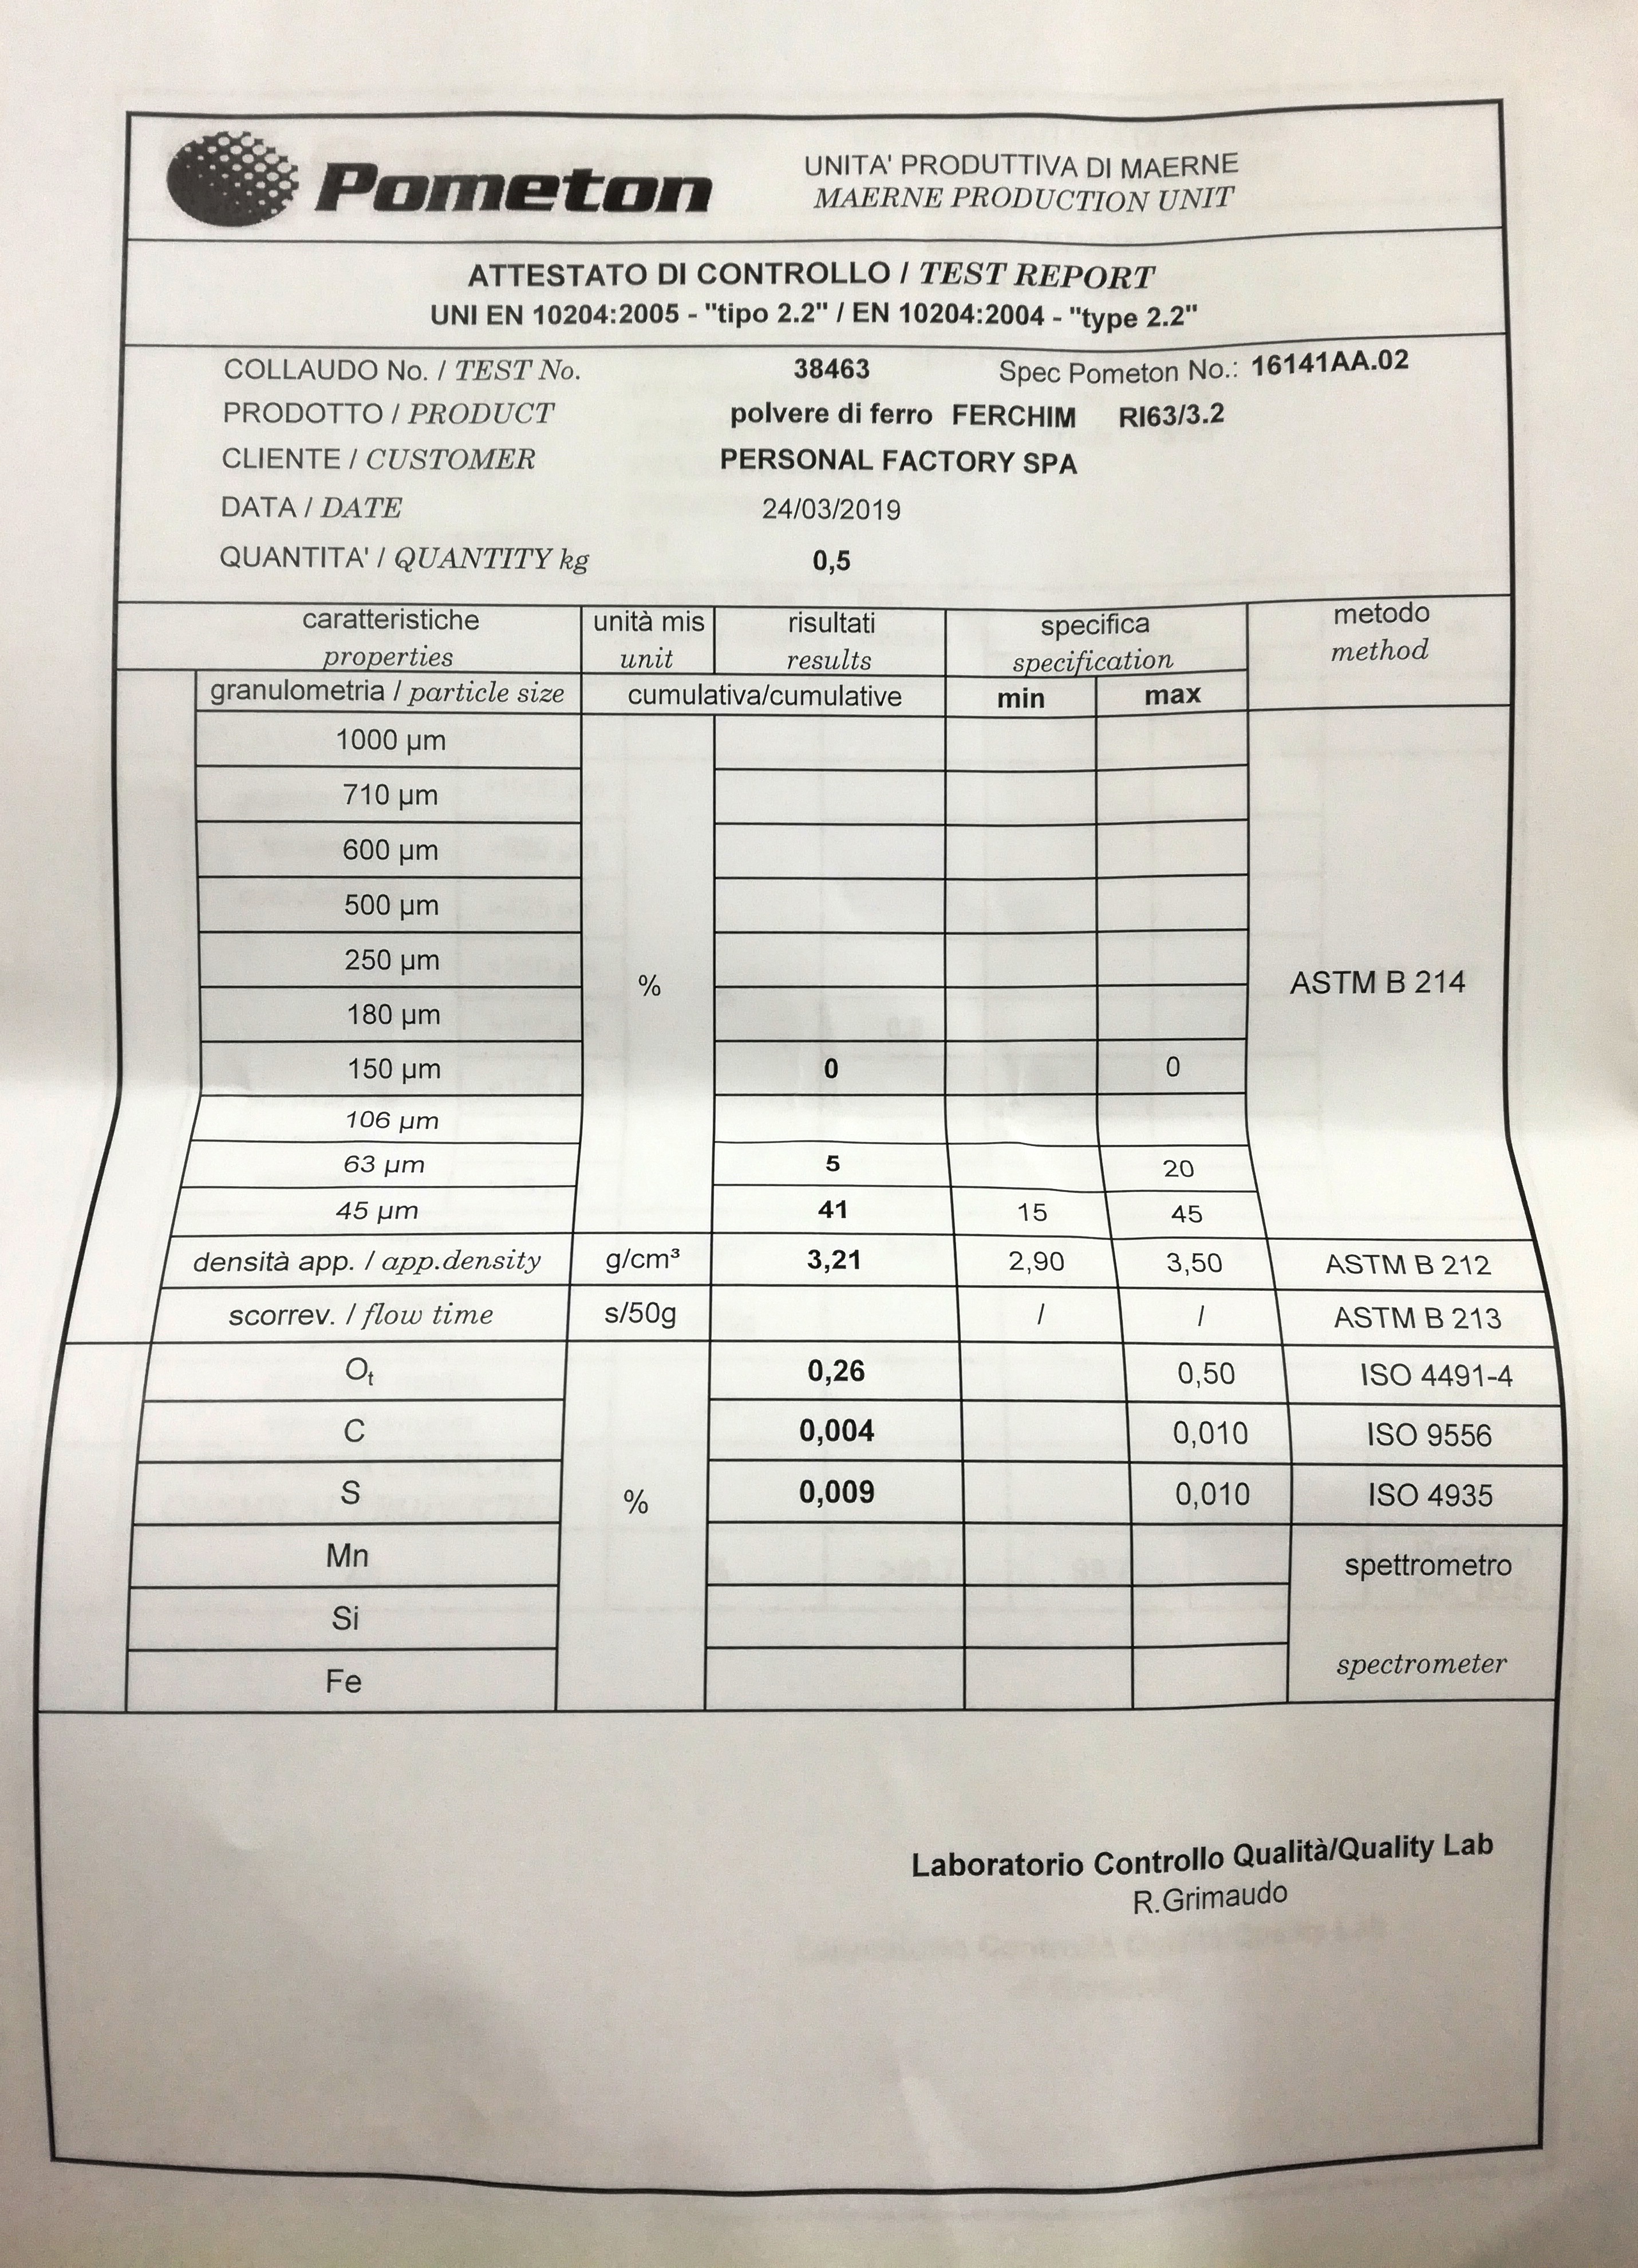 Pometon
UNITA' PRODUTTIVA DI MAERNE
MAERNE PRODUCTION UNIT
ATTESTATO DI CONTROLLO / TEST REPORT
UNI EN 10204:2005 - "tipo 2.2" / EN 10204:2004 - "type 2.2"
COLLAUDO No. / TEST No. 38463 Spec Pometon No.: 16141AA.02
PRODOTTO / PRODUCT polvere di ferro FERCHIM RI63/3.2
CLIENTE / CUSTOMER PERSONAL FACTORY SPA
DATA / DATE 24/03/2019
QUANTITA' / QUANTITY kg 0,5
caratteristiche unità mis risultati specifica metodo
properties unit results specification method
granulometria / particle size cumulativa/cumulative min max
1000 µm
710 µm
600 µm
500 µm
250 µm
% ASTM B 214
180 µm
150 µm 0 0
106 µm
63 µm 5 20
45 µm 41 15 45
densità app. / app.density g/cm³ 3,21 2,90 3,50 ASTM B 212
scorrev. / flow time s/50g / / ASTM B 213
Ot 0,26 0,50 ISO 4491-4
C 0,004 0,010 ISO 9556
S % 0,009 0,010 ISO 4935
Mn spettrometro
Si
Fe spectrometer
Laboratorio Controllo Qualità/Quality Lab
R.Grimaudo